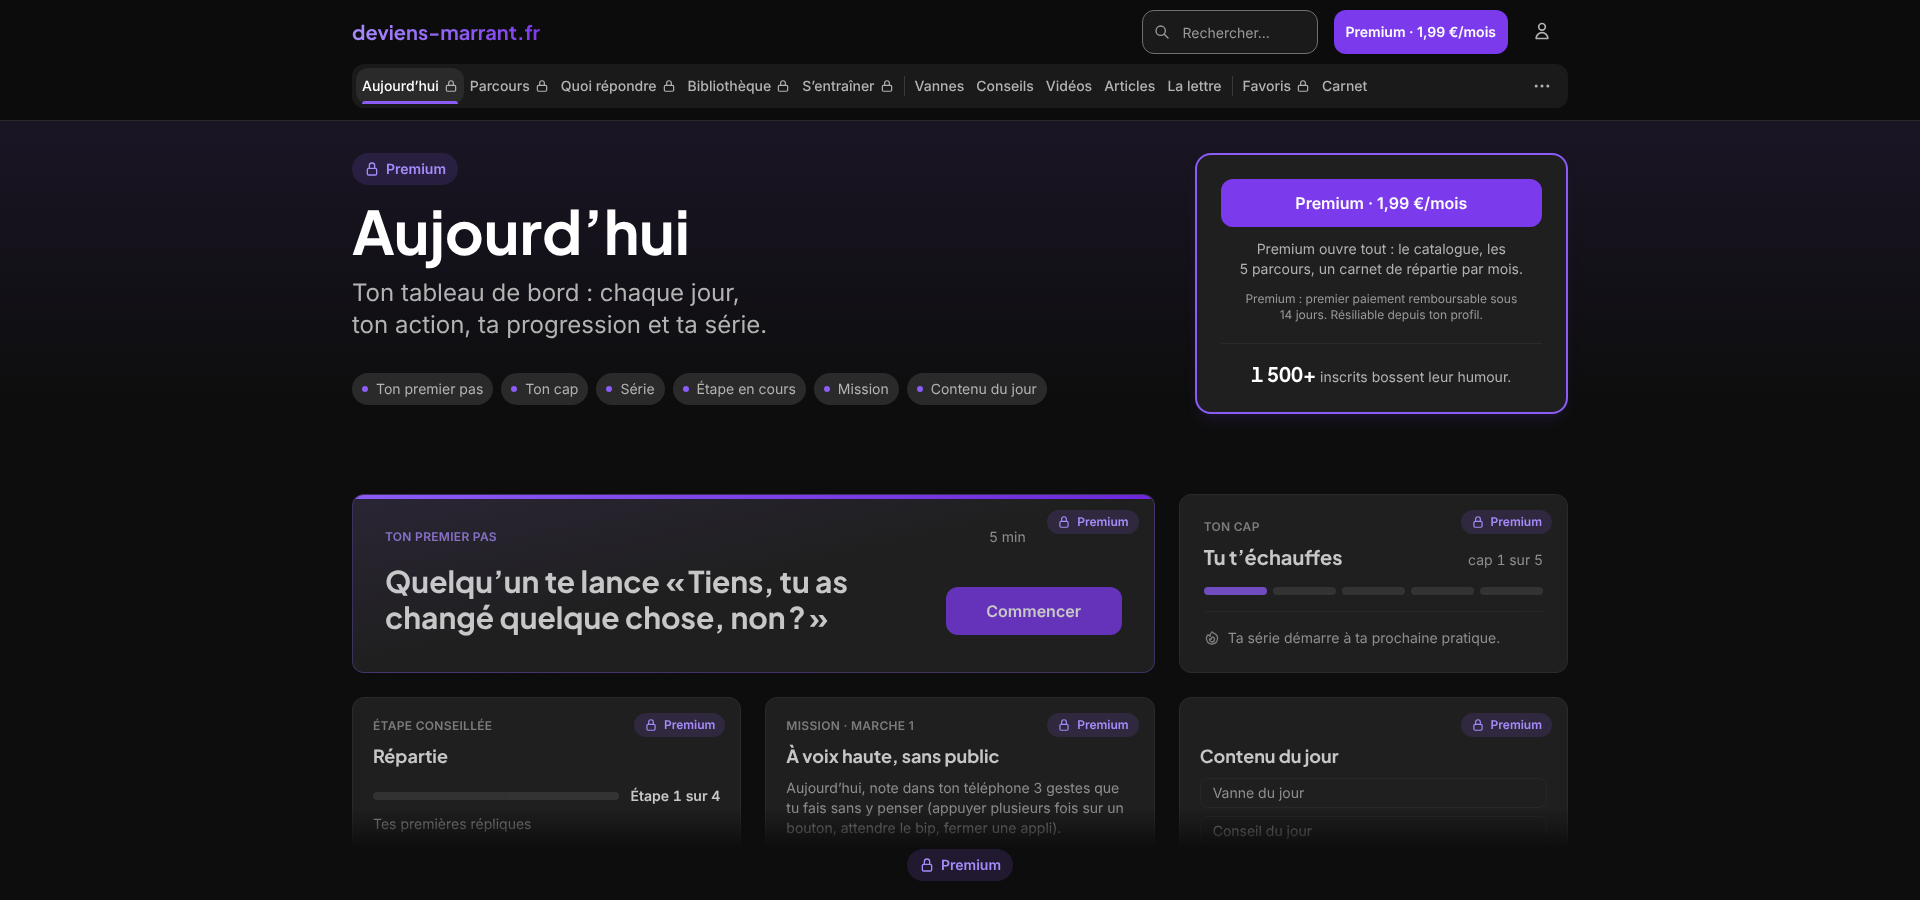 deviens-marrant.fr
Rechercher...
Premium · 1,99 €/mois
Aujourd’hui
Parcours
Quoi répondre
Bibliothèque
S’entraîner
Vannes
Conseils
Vidéos
Articles
La lettre
Favoris
Carnet
Premium
Aujourd’hui
Ton tableau de bord : chaque jour,
ton action, ta progression et ta série.
Ton premier pas
Ton cap
Série
Étape en cours
Mission
Contenu du jour
Premium · 1,99 €/mois
Premium ouvre tout : le catalogue, les
5 parcours, un carnet de répartie par mois.
Premium : premier paiement remboursable sous
14 jours. Résiliable depuis ton profil.
1 500+ inscrits bossent leur humour.
TON PREMIER PAS
5 min
Premium
Quelqu’un te lance « Tiens, tu as
changé quelque chose, non ? »
Commencer
TON CAP
Premium
Tu t’échauffes
cap 1 sur 5
Ta série démarre à ta prochaine pratique.
ÉTAPE CONSEILLÉE
Premium
Répartie
Étape 1 sur 4
Tes premières répliques
MISSION · MARCHE 1
Premium
À voix haute, sans public
Aujourd’hui, note dans ton téléphone 3 gestes que
tu fais sans y penser (appuyer plusieurs fois sur un
bouton, attendre le bip, fermer une appli).
Premium
Contenu du jour
Vanne du jour
Conseil du jour
Premium